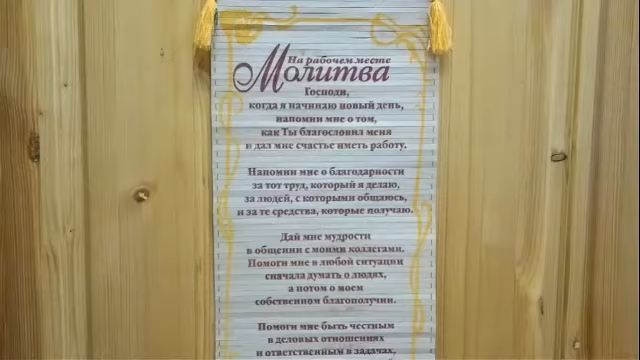 На рабочем месте
Молитва
Господи,
когда я начинаю новый день,
напомни мне о том,
как Ты благословил меня
и дал мне счастье иметь работу.
Напомни мне о благодарности
за тот труд, который я делаю,
за людей, с которыми общаюсь,
и за те средства, которые получаю.
Дай мне мудрости
в общении с моими коллегами.
Помоги мне в любой ситуации
сначала думать о людях,
а потом о моем
собственном благополучии.
Помоги мне быть честным
в деловых отношениях
и ответственным в задачах,